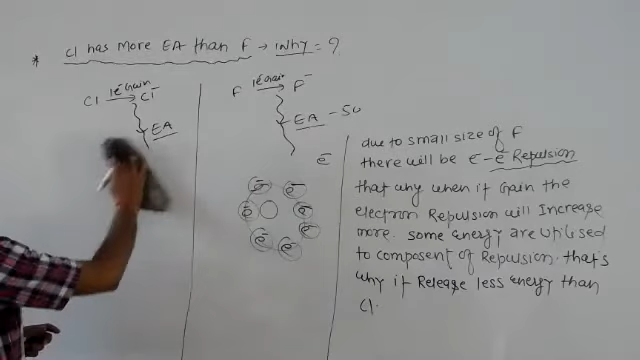 * Cl has More EA than F → Why = ?
Cl 1e⁻ Gain → Cl⁻
EA
F 1e⁻ Gain → F⁻
EA - 50
e⁻
e⁻ e⁻
e⁻ e⁻
e⁻
e⁻ e⁻
due to small size of F
there will be e⁻-e⁻ Repulsion
that why when it Gain the
electron Repulsion will Increase
more. some Energy are Utilised
to component of Repulsion. that's
why it Release less Energy than
Cl.